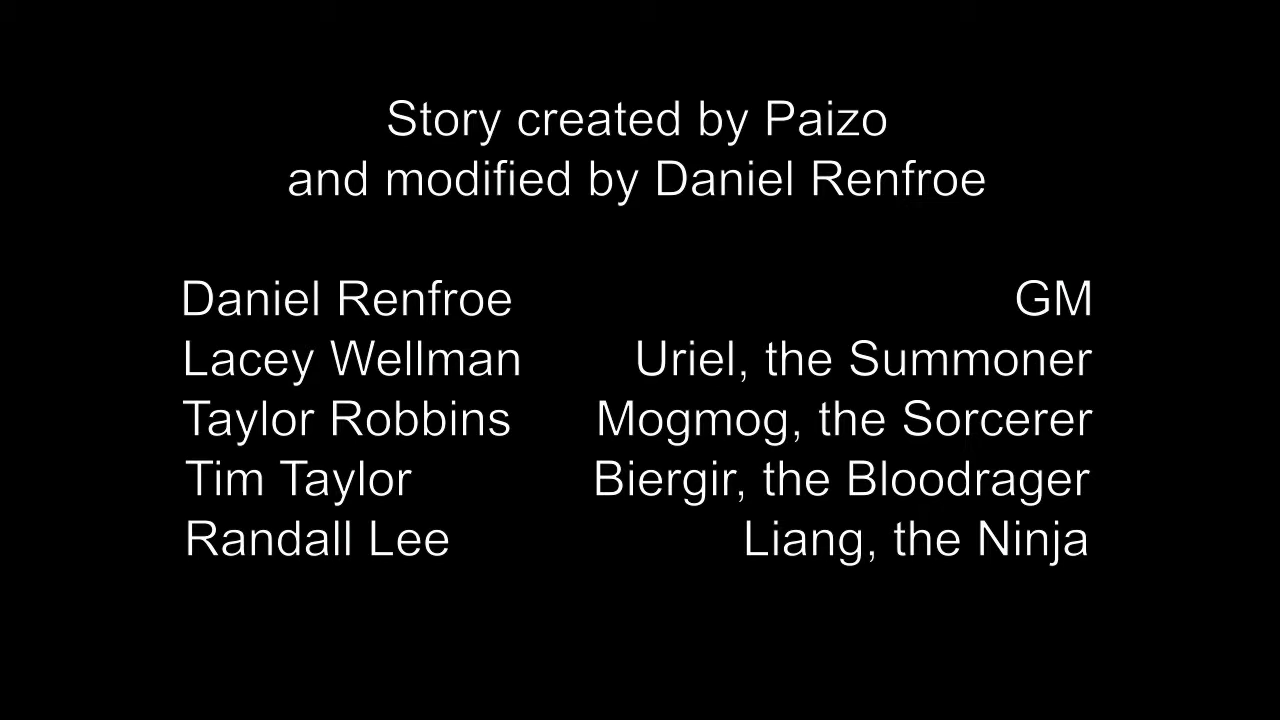 Story created by Paizo
and modified by Daniel Renfroe
Daniel Renfroe GM
Lacey Wellman Uriel, the Summoner
Taylor Robbins Mogmog, the Sorcerer
Tim Taylor Biergir, the Bloodrager
Randall Lee Liang, the Ninja